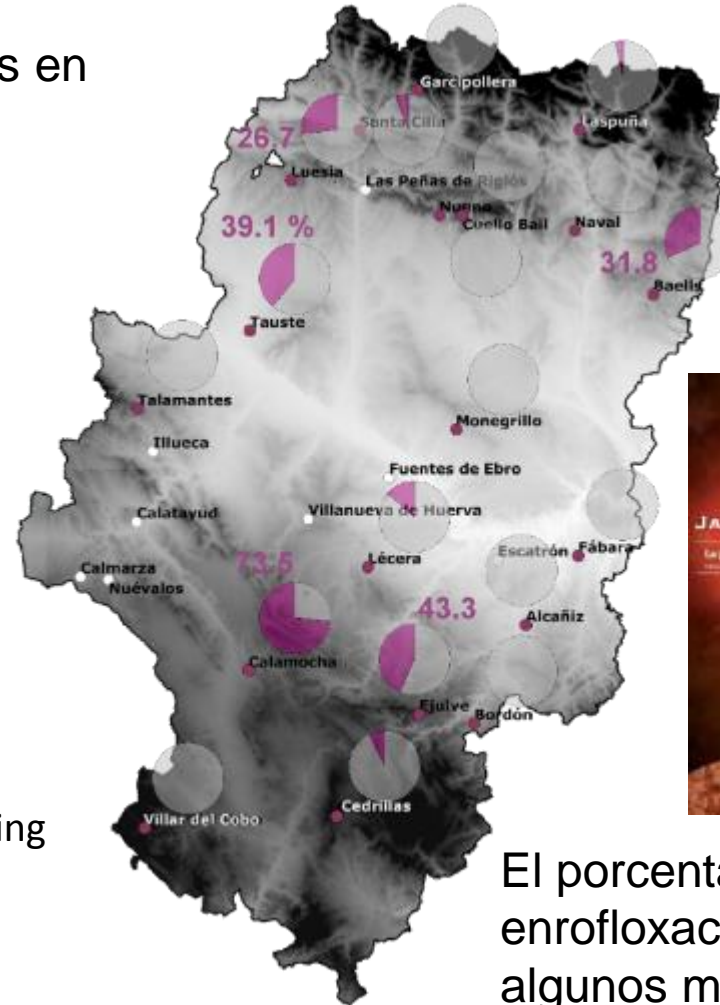 s en
Garcipollera
Santa Cilia
Laspuña
26.7
Luesia
Las Peñas de Riglos
Nueno
Cuello Bail
Naval
39.1 %
31.8
Baells
Tauste
Talamantes
Monegrillo
Illueca
Fuentes de Ebro
Calatayud
Villanueva de Huerva
JA
Escatrón
Fábara
Calmarza
Nuévalos
73.5
Lécera
43.3
Alcañiz
Calamocha
Ejulve
Bordón
Cedrillas
Villar del Cobo
ing
El porcenta
enrofloxac
algunos m